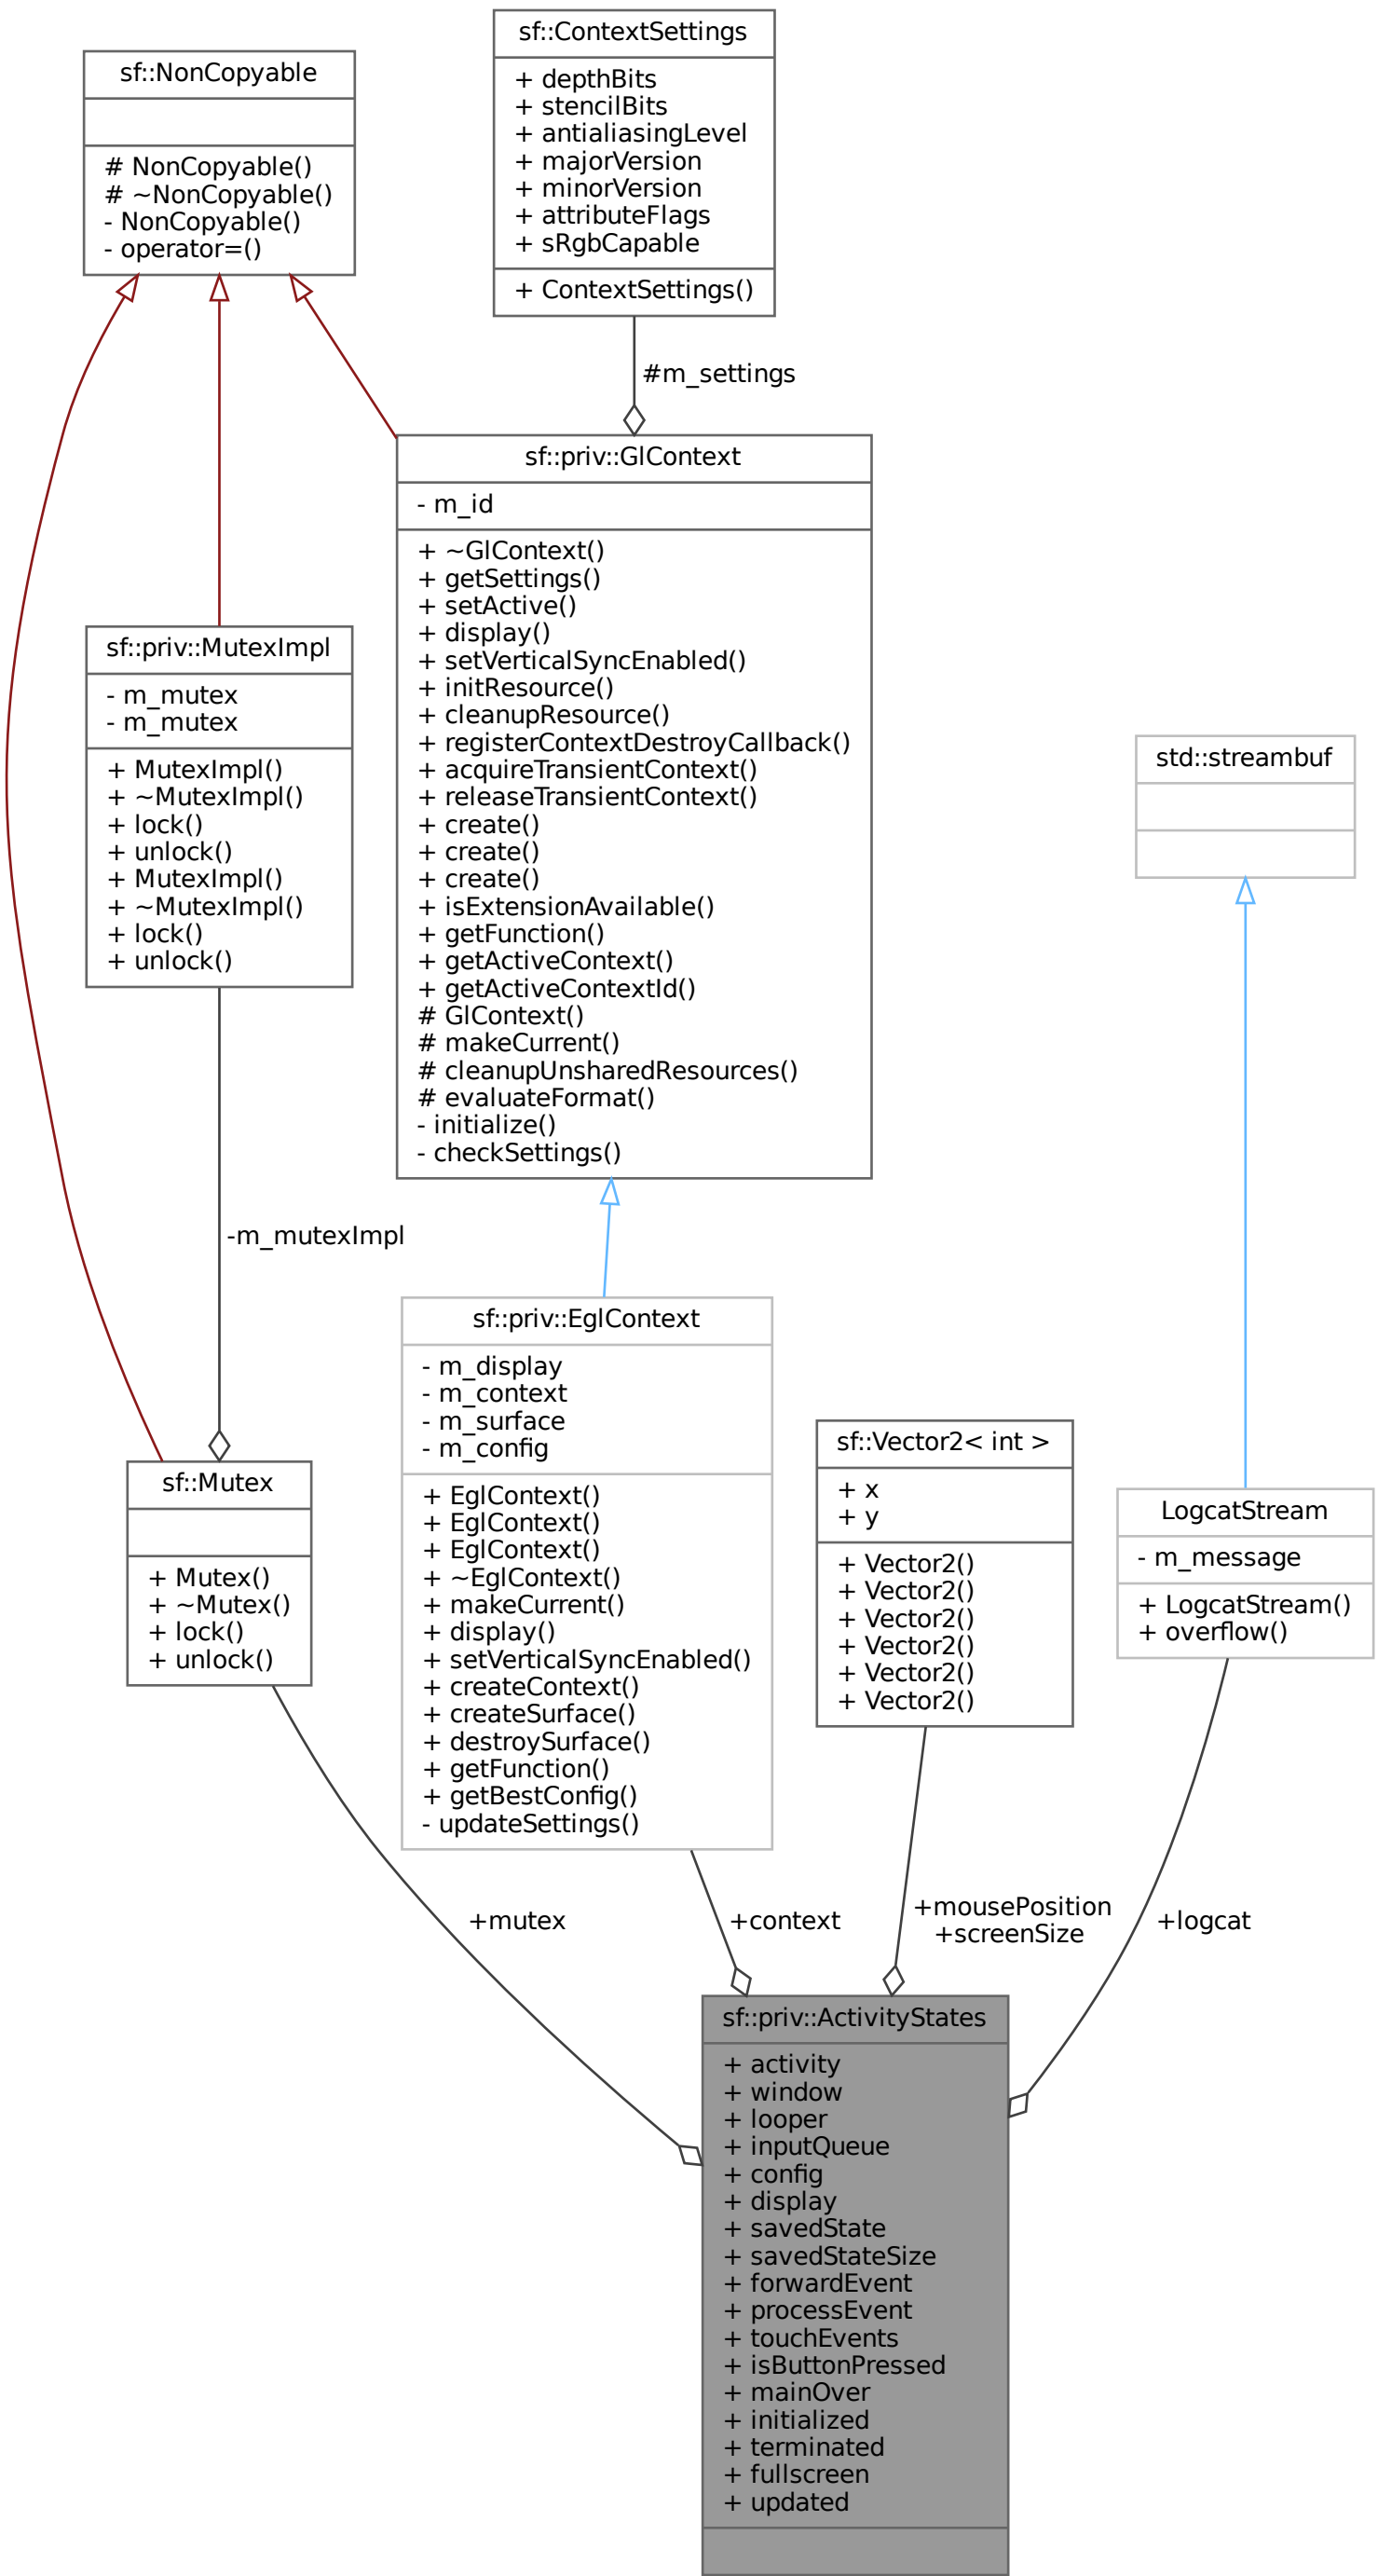 sf::ContextSettings
+ depthBits
+ stencilBits
+ antialiasingLevel
+ majorVersion
+ minorVersion
+ attributeFlags
+ sRgbCapable
+ ContextSettings()
sf::NonCopyable
# NonCopyable()
# ~NonCopyable()
- NonCopyable()
- operator=()
#m_settings
sf::priv::GlContext
- m_id
+ ~GlContext()
+ getSettings()
+ setActive()
+ display()
+ setVerticalSyncEnabled()
+ initResource()
+ cleanupResource()
+ registerContextDestroyCallback()
+ acquireTransientContext()
+ releaseTransientContext()
+ create()
+ create()
+ create()
+ isExtensionAvailable()
+ getFunction()
+ getActiveContext()
+ getActiveContextId()
# GlContext()
# makeCurrent()
# cleanupUnsharedResources()
# evaluateFormat()
- initialize()
- checkSettings()
sf::priv::MutexImpl
- m_mutex
- m_mutex
+ MutexImpl()
+ ~MutexImpl()
+ lock()
+ unlock()
+ MutexImpl()
+ ~MutexImpl()
+ lock()
+ unlock()
std::streambuf
-m_mutexImpl
sf::priv::EglContext
- m_display
- m_context
- m_surface
- m_config
+ EglContext()
+ EglContext()
+ EglContext()
+ ~EglContext()
+ makeCurrent()
+ display()
+ setVerticalSyncEnabled()
+ createContext()
+ createSurface()
+ destroySurface()
+ getFunction()
+ getBestConfig()
- updateSettings()
sf::Vector2< int >
+ x
+ y
+ Vector2()
+ Vector2()
+ Vector2()
+ Vector2()
+ Vector2()
+ Vector2()
sf::Mutex
+ Mutex()
+ ~Mutex()
+ lock()
+ unlock()
LogcatStream
- m_message
+ LogcatStream()
+ overflow()
+mutex
+context
+mousePosition
+screenSize
+logcat
sf::priv::ActivityStates
+ activity
+ window
+ looper
+ inputQueue
+ config
+ display
+ savedState
+ savedStateSize
+ forwardEvent
+ processEvent
+ touchEvents
+ isButtonPressed
+ mainOver
+ initialized
+ terminated
+ fullscreen
+ updated